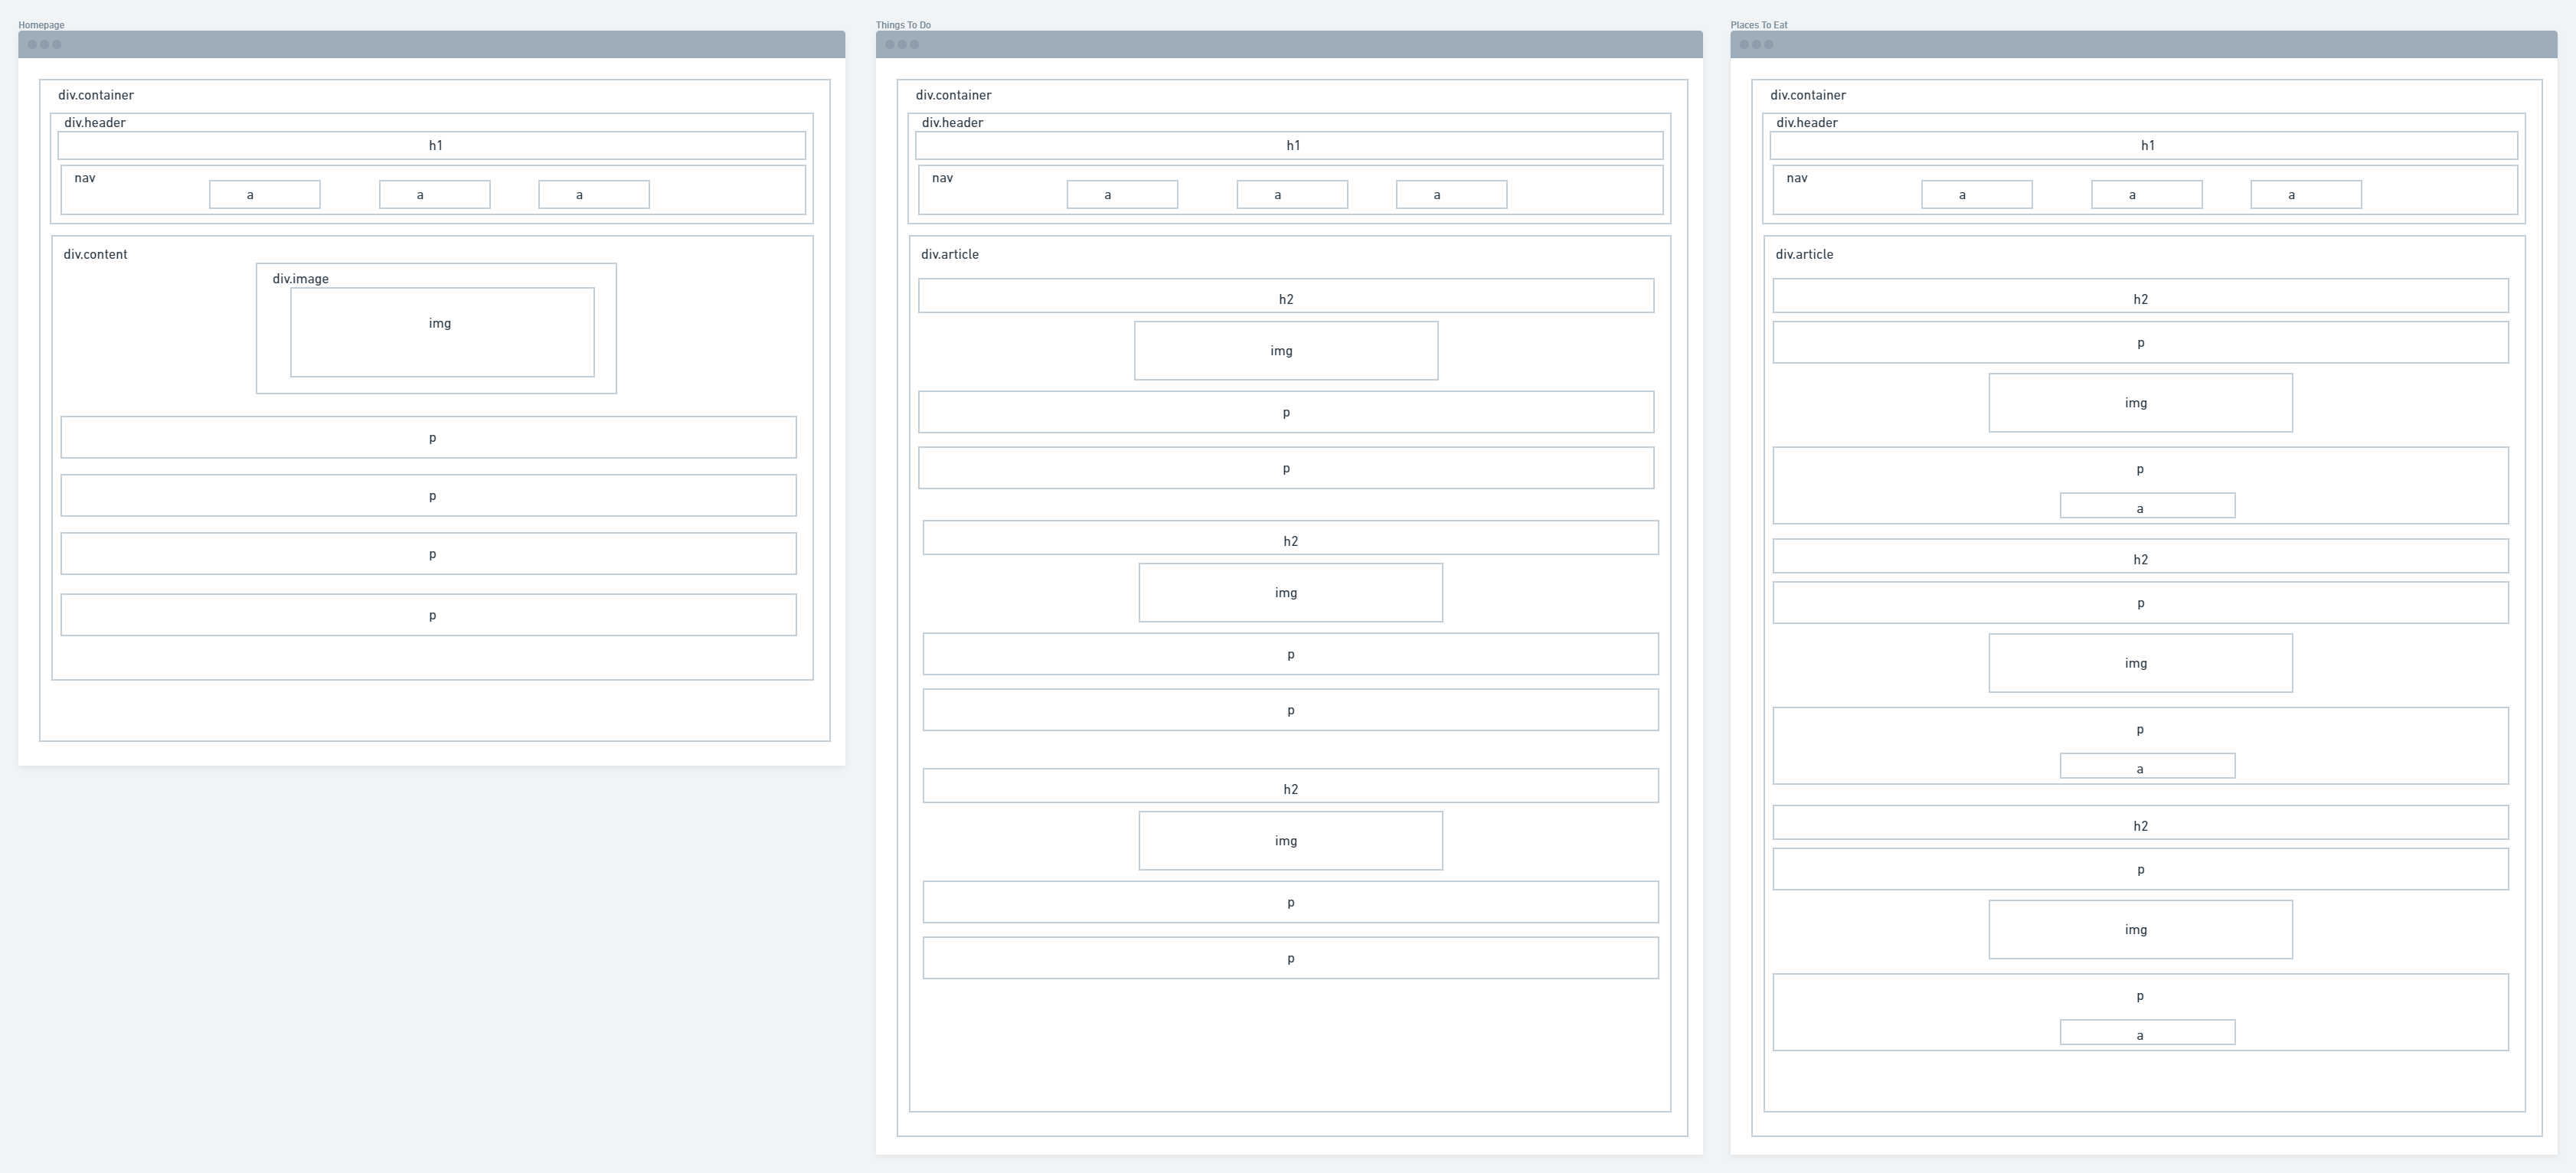 Homepage
div.container
div.header
h1
nav
a a a
div.content
div.image
img
p
p
p
p
Things To Do
div.container
div.header
h1
nav
a a a
div.article
h2
img
p
p
h2
img
p
p
h2
img
p
p
Places To Eat
div.container
div.header
h1
nav
a a a
div.article
h2
p
img
p
a
h2
p
img
p
a
h2
p
img
p
a